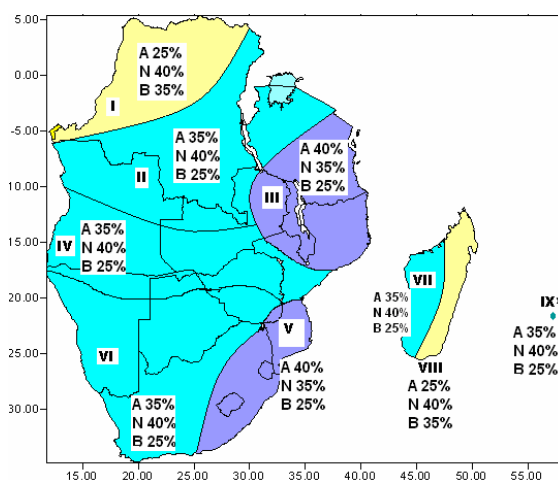 5.00
A 25%
N 40%
B 35%
I
0.00
-5.00
A 35%
N 40%
B 25%
A 40%
N 35%
B 25%
II
III
10.00
A 35%
N 40%
B 25%
IV
15.00
VII
A 35%
N 40%
B 25%
IX
A 35%
N 40%
B 25%
20.00
V
VI
25.00
A 40%
N 35%
B 25%
VIII
A 25%
N 40%
B 35%
A 35%
N 40%
B 25%
30.00
15.00 20.00 25.00 30.00 35.00 40.00 45.00 50.00 55.00